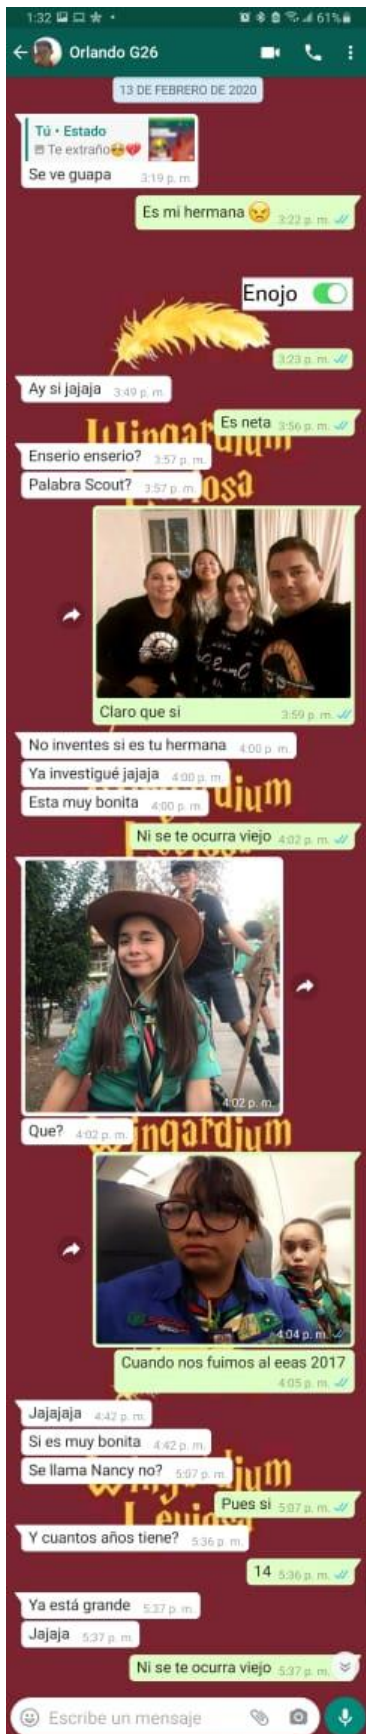 1:32
61%
Orlando G26
13 DE FEBRERO DE 2020
Tú • Estado
Te extraño🥺💔
Se ve guapa 3:19 p. m.
Es mi hermana 😠 3:22 p. m.
Enojo
3:23 p. m.
Ay si jajaja 3:49 p. m.
Es neta 3:56 p. m.
Enserio enserio? 3:57 p. m.
Palabra Scout? 3:57 p. m.
Claro que si 3:59 p. m.
No inventes si es tu hermana 4:00 p. m.
Ya investigué jajaja 4:00 p. m.
Esta muy bonita 4:00 p. m.
Ni se te ocurra viejo 4:02 p. m.
4:02 p. m.
Que? 4:02 p. m.
Wingardium
4:04 p. m.
Cuando nos fuimos al eeas 2017
4:05 p. m.
Jajajaja 4:42 p. m.
Si es muy bonita 4:42 p. m.
Se llama Nancy no? 5:07 p. m.
Pues si 5:07 p. m.
Y cuantos años tiene? 5:36 p. m.
14 5:36 p. m.
Ya está grande 5:37 p. m.
Jajaja 5:37 p. m.
Ni se te ocurra viejo 5:37 p. m.
Escribe un mensaje